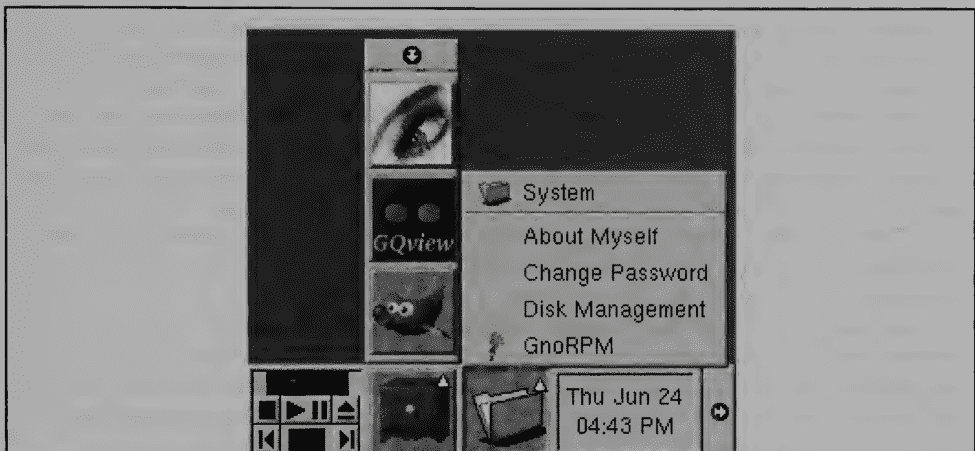 GQview
System
About Myself
Change Password
Disk Management
GnoRPM
Thu Jun 24
04:43 PM